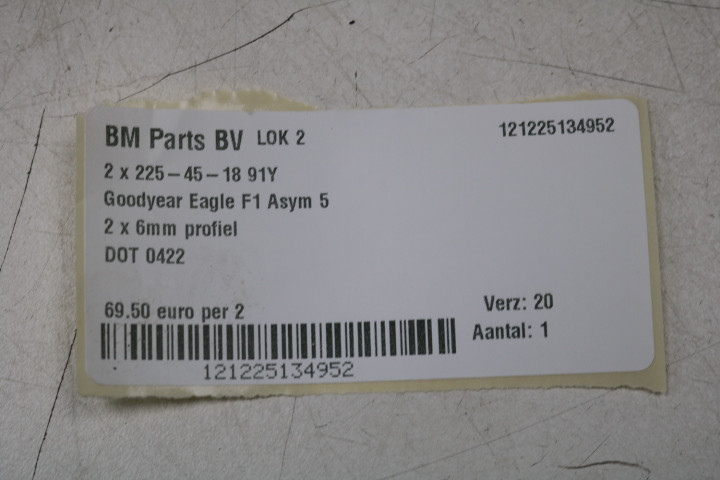 BM Parts BV LOK 2 121225134952
2 x 225-45-18 91Y
Goodyear Eagle F1 Asym 5
2 x 6mm profiel
DOT 0422
69.50 euro per 2 Verz: 20
Aantal: 1
121225134952